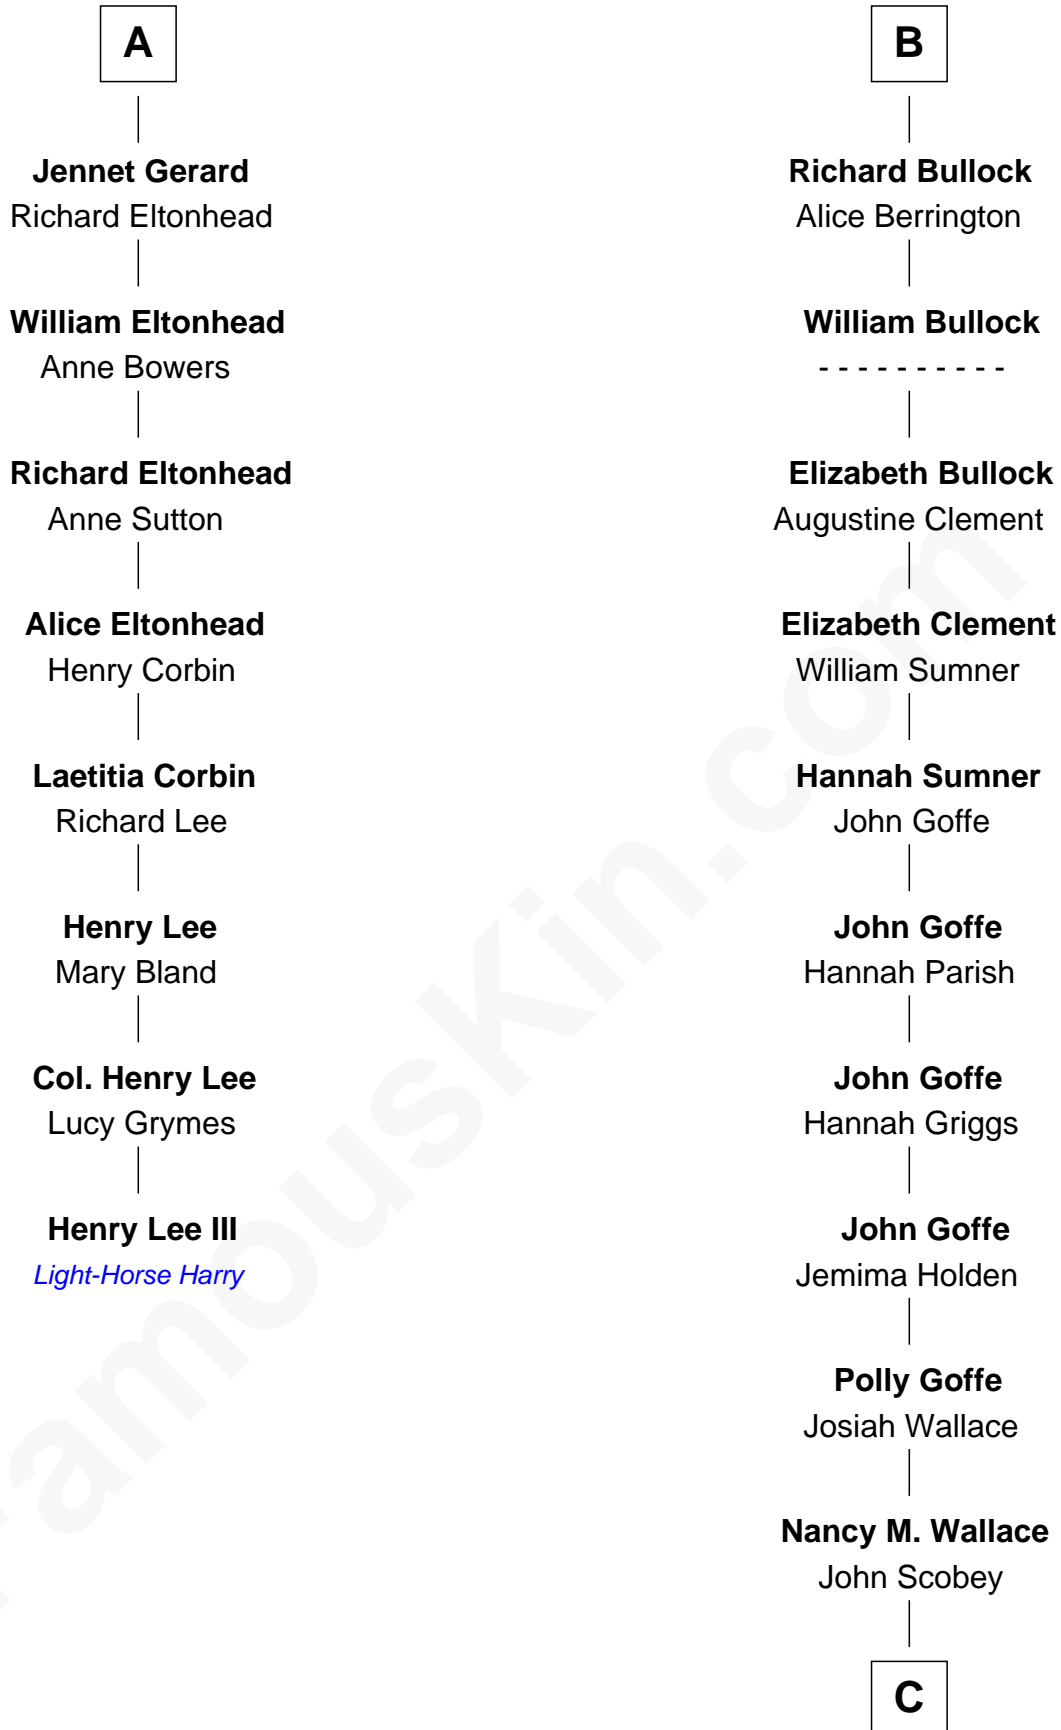 A
Jennet Gerard
Richard Eltonhead
William Eltonhead
Anne Bowers
Richard Eltonhead
Anne Sutton
Alice Eltonhead
Henry Corbin
Laetitia Corbin
Richard Lee
Henry Lee
Mary Bland
Col. Henry Lee
Lucy Grymes
Henry Lee III
Light-Horse Harry
B
Richard Bullock
Alice Berrington
William Bullock
- - - - - - - - - -
Elizabeth Bullock
Augustine Clement
Elizabeth Clement
William Sumner
Hannah Sumner
John Goffe
John Goffe
Hannah Parish
John Goffe
Hannah Griggs
John Goffe
Jemima Holden
Polly Goffe
Josiah Wallace
Nancy M. Wallace
John Scobey
C
FamousKin.com